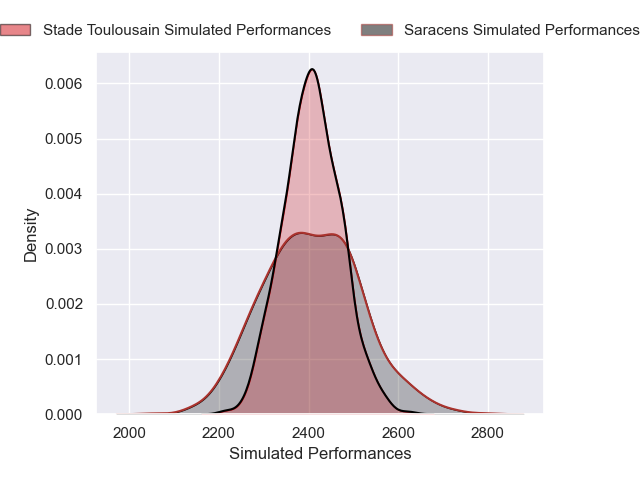 Stade Toulousain Simulated Performances Saracens Simulated Performances
0.006
0.005
0.004
0.003
0.002
0.001
0.000
Density
2000 2200 2400 2600 2800
Simulated Performances